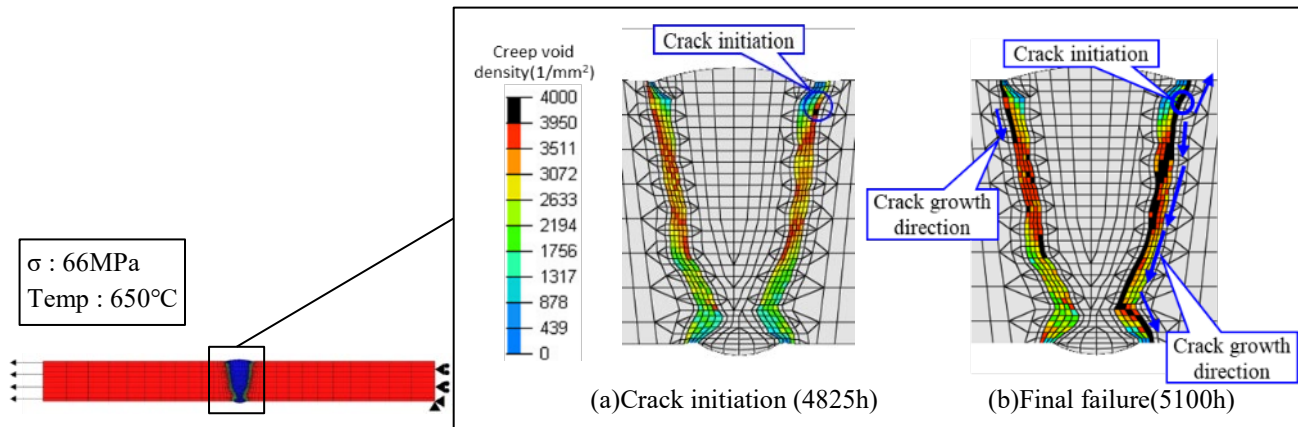 σ : 66MPa
Temp : 650℃
Creep void
density(1/mm²)
4000
3950
3511
3072
2633
2194
1756
1317
878
439
0
Crack initiation
(a)Crack initiation (4825h)
Crack initiation
Crack growth
direction
Crack growth
direction
(b)Final failure(5100h)